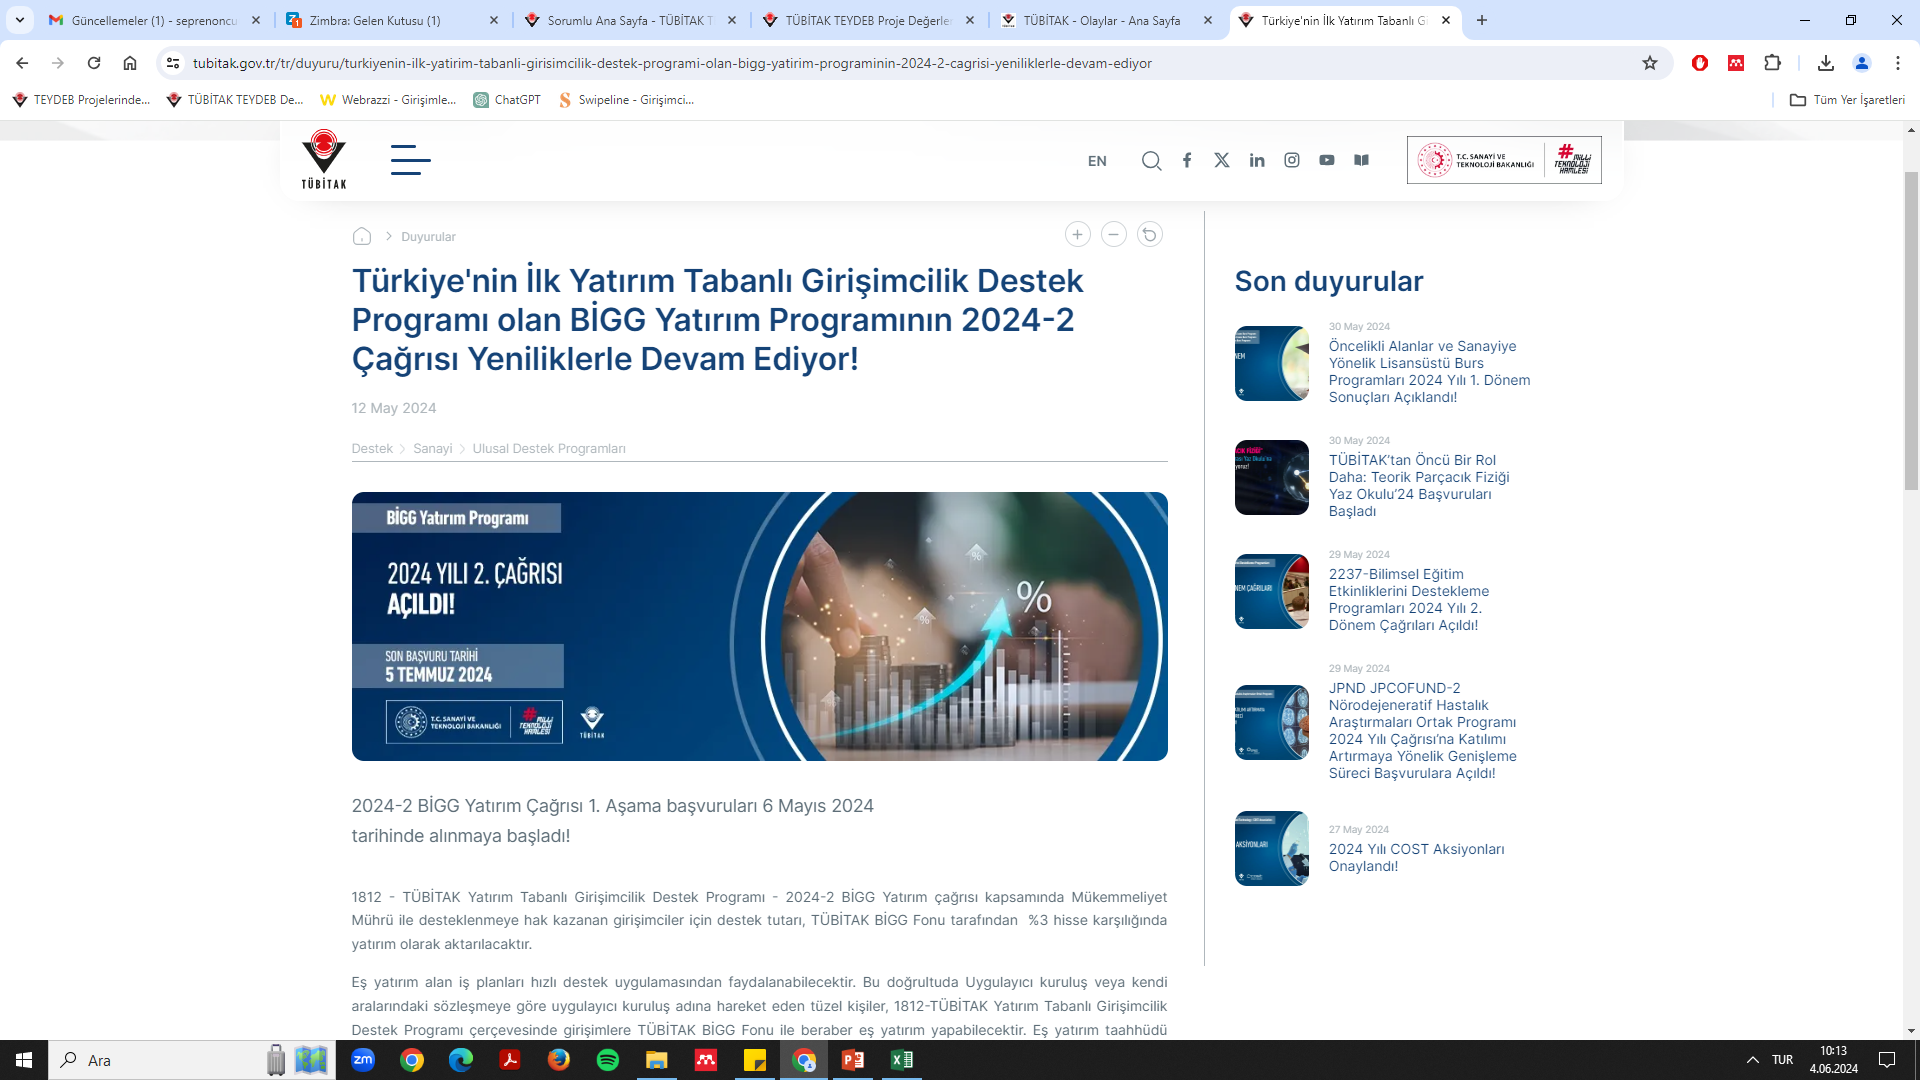 Güncellemeler (1) - seprenoncu
Zimbra: Gelen Kutusu (1)
Sorumlu Ana Sayfa - TÜBİTAK T
TÜBİTAK TEYDEB Proje Değerle
TÜBİTAK - Olaylar - Ana Sayfa
Türkiye'nin İlk Yatırım Tabanlı G
tubitak.gov.tr/tr/duyuru/turkiyenin-ilk-yatirim-tabanli-girisimcilik-destek-programi-olan-bigg-yatirim-programinin-2024-2-cagrisi-yeniliklerle-devam-ediyor
TEYDEB Projelerinde...
TÜBİTAK TEYDEB De...
Webrazzi - Girişimle...
ChatGPT
Swipeline - Girişimci...
Tüm Yer İşaretleri
TÜBİTAK
EN
T.C. SANAYİ VE
TEKNOLOJİ BAKANLIĞI
#MİLLİ
TEKNOLOJİ
HAMLESİ
Duyurular
Türkiye'nin İlk Yatırım Tabanlı Girişimcilik Destek
Programı olan BİGG Yatırım Programının 2024-2
Çağrısı Yeniliklerle Devam Ediyor!
12 May 2024
Destek > Sanayi > Ulusal Destek Programları
BİGG Yatırım Programı
2024 YILI 2. ÇAĞRISI
AÇILDI!
SON BAŞVURU TARİHİ
5 TEMMUZ 2024
T.C. SANAYİ VE
TEKNOLOJİ BAKANLIĞI
#MİLLİ
TEKNOLOJİ
HAMLESİ
TÜBİTAK
%
%
%
2024-2 BİGG Yatırım Çağrısı 1. Aşama başvuruları 6 Mayıs 2024
tarihinde alınmaya başladı!
1812 - TÜBİTAK Yatırım Tabanlı Girişimcilik Destek Programı - 2024-2 BİGG Yatırım çağrısı kapsamında Mükemmeliyet
Mührü ile desteklenmeye hak kazanan girişimciler için destek tutarı, TÜBİTAK BİGG Fonu tarafından %3 hisse karşılığında
yatırım olarak aktarılacaktır.
Eş yatırım alan iş planları hızlı destek uygulamasından faydalanabilecektir. Bu doğrultuda Uygulayıcı kuruluş veya kendi
aralarındaki sözleşmeye göre uygulayıcı kuruluş adına hareket eden tüzel kişiler, 1812-TÜBİTAK Yatırım Tabanlı Girişimcilik
Destek Programı çerçevesinde girişimlere TÜBİTAK BİGG Fonu ile beraber eş yatırım yapabilecektir. Eş yatırım taahhüdü
Son duyurular
30 May 2024
Öncelikli Alanlar ve Sanayiye
Yönelik Lisansüstü Burs
Programları 2024 Yılı 1. Dönem
Sonuçları Açıklandı!
30 May 2024
TÜBİTAK’tan Öncü Bir Rol
Daha: Teorik Parçacık Fiziği
Yaz Okulu’24 Başvuruları
Başladı
29 May 2024
2237-Bilimsel Eğitim
Etkinliklerini Destekleme
Programları 2024 Yılı 2.
Dönem Çağrıları Açıldı!
29 May 2024
JPND JPCOFUND-2
Nörodejeneratif Hastalık
Araştırmaları Ortak Programı
2024 Yılı Çağrısı’na Katılımı
Artırmaya Yönelik Genişleme
Süreci Başvurulara Açıldı!
27 May 2024
2024 Yılı COST Aksiyonları
Onaylandı!
Ara
zm
TUR
10:13
4.06.2024